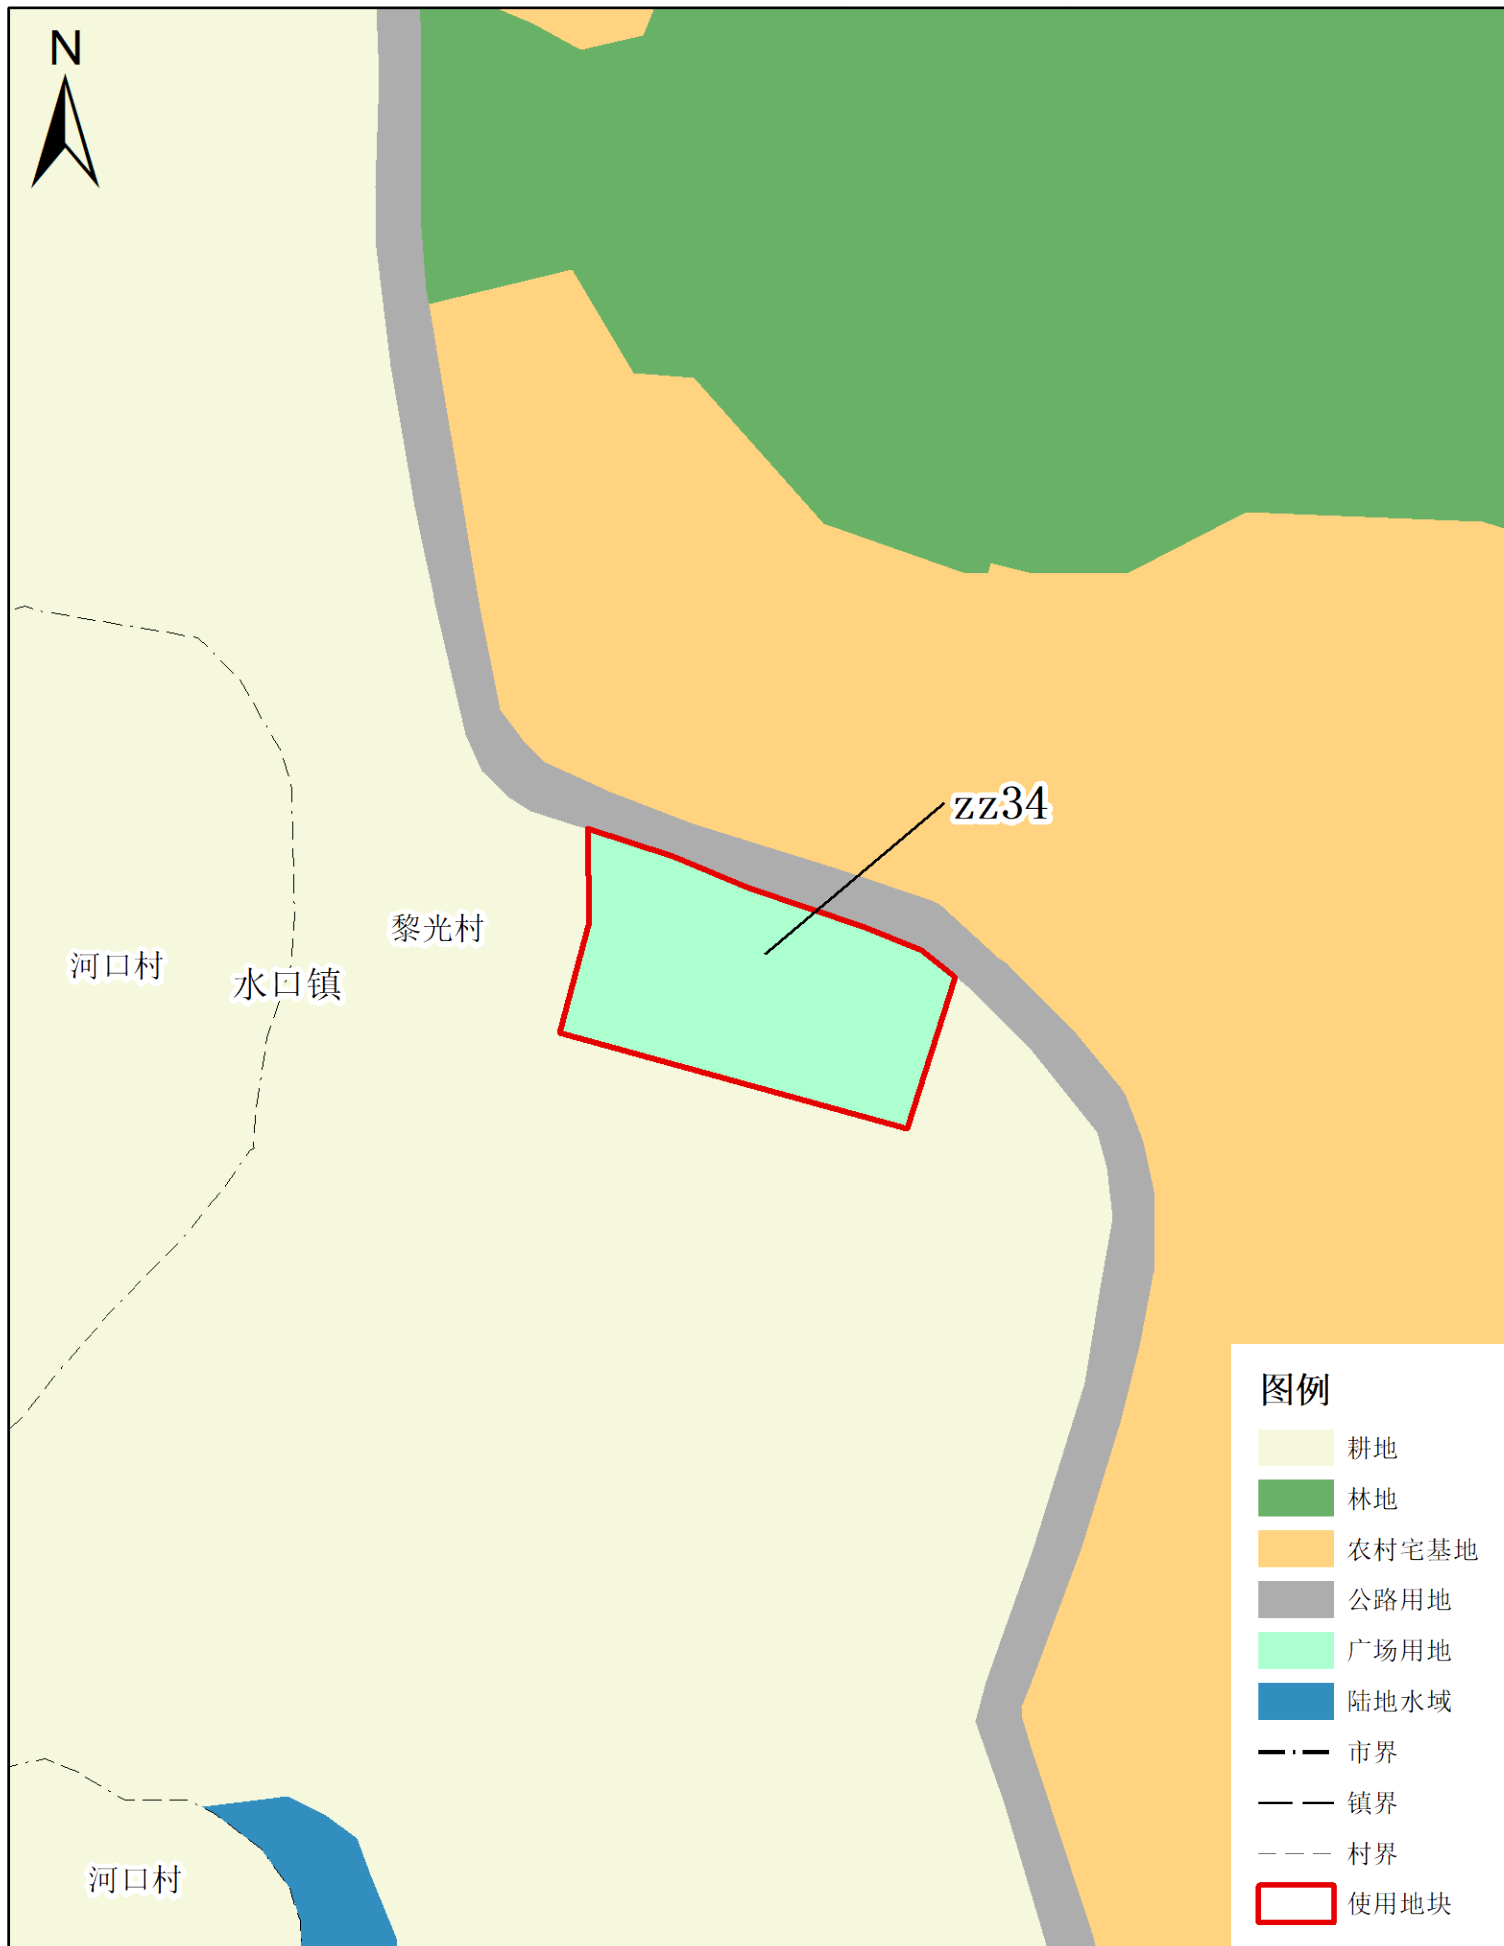 N
zz34
黎光村
河口村
水口镇
图例
耕地
林地
农村宅基地
公路用地
广场用地
陆地水域
市界
镇界
村界
使用地块
河口村